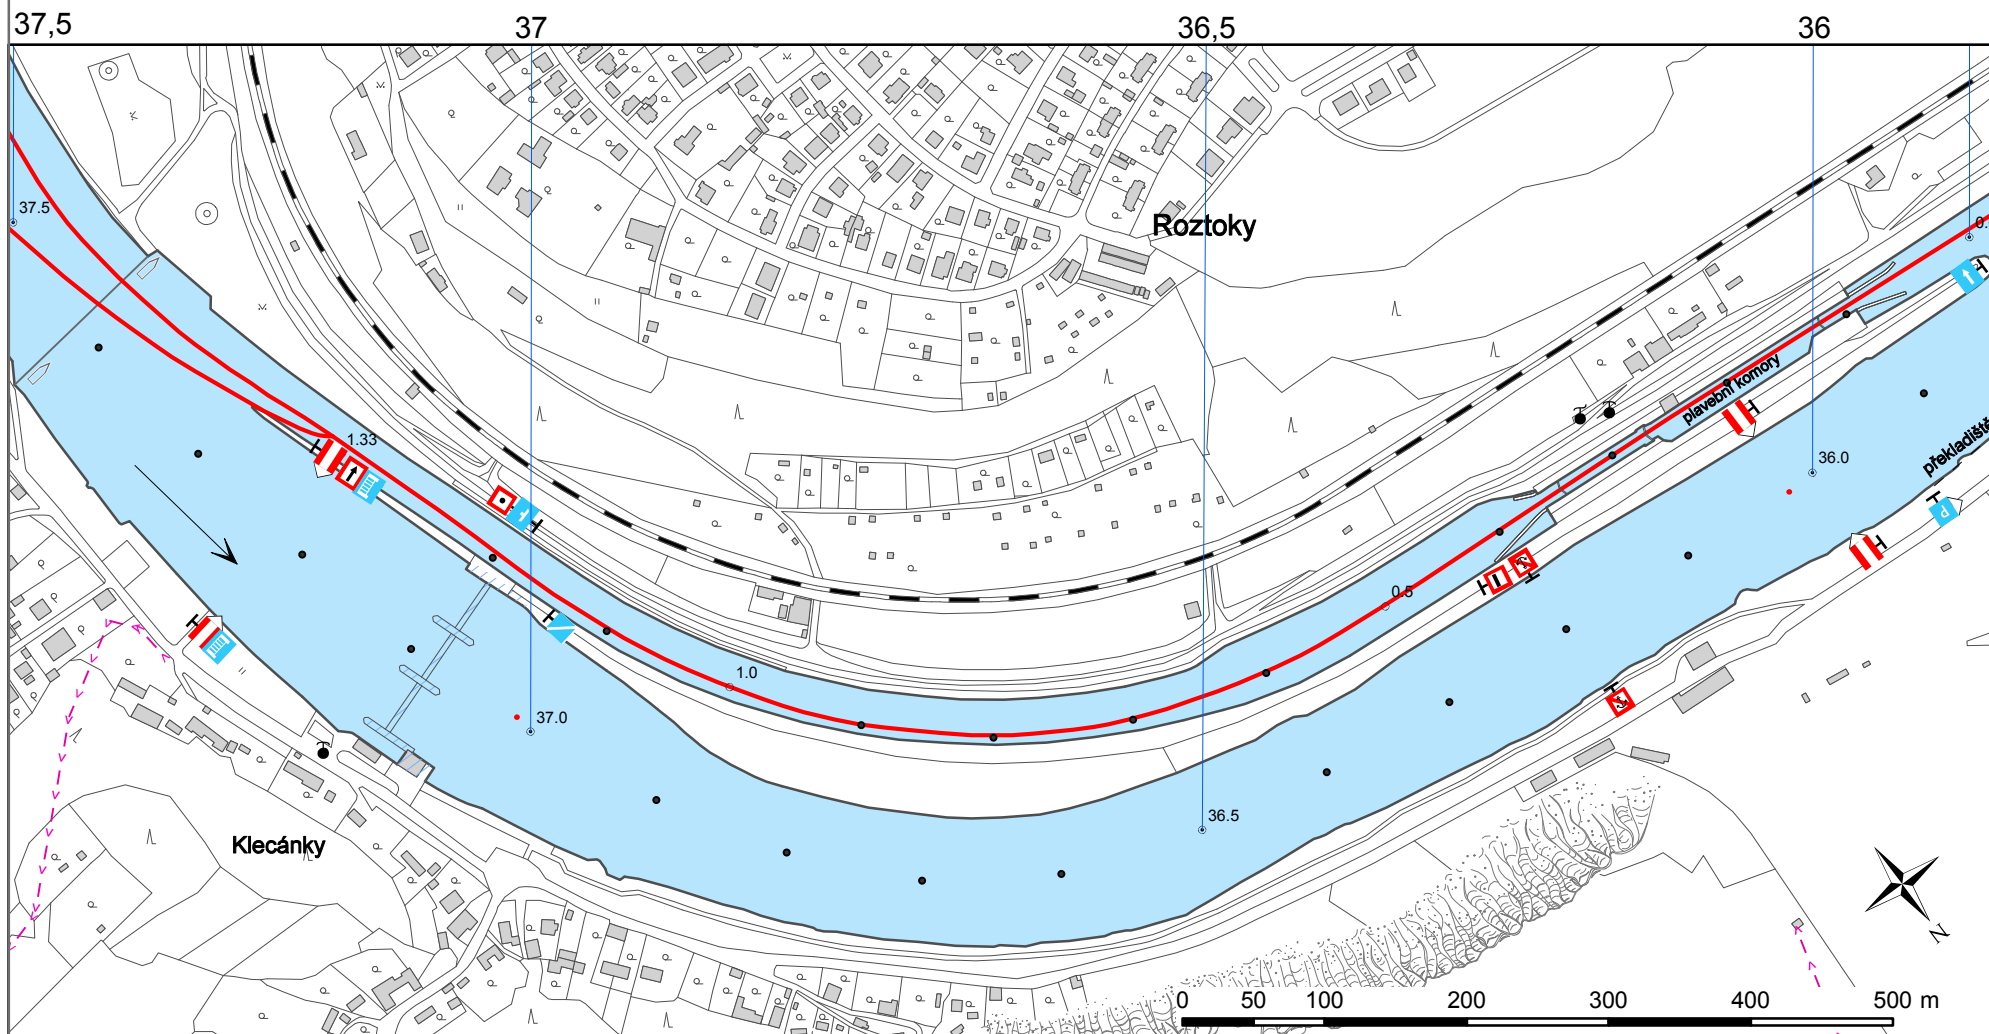 37,5 37 36,5 36
37.5
Roztoky
0.
plavební komory
1.33
36.0
překladiště
P
0.5
1.0
37.0
36.5
Klecánky
N
0 50 100 200 300 400 500 m